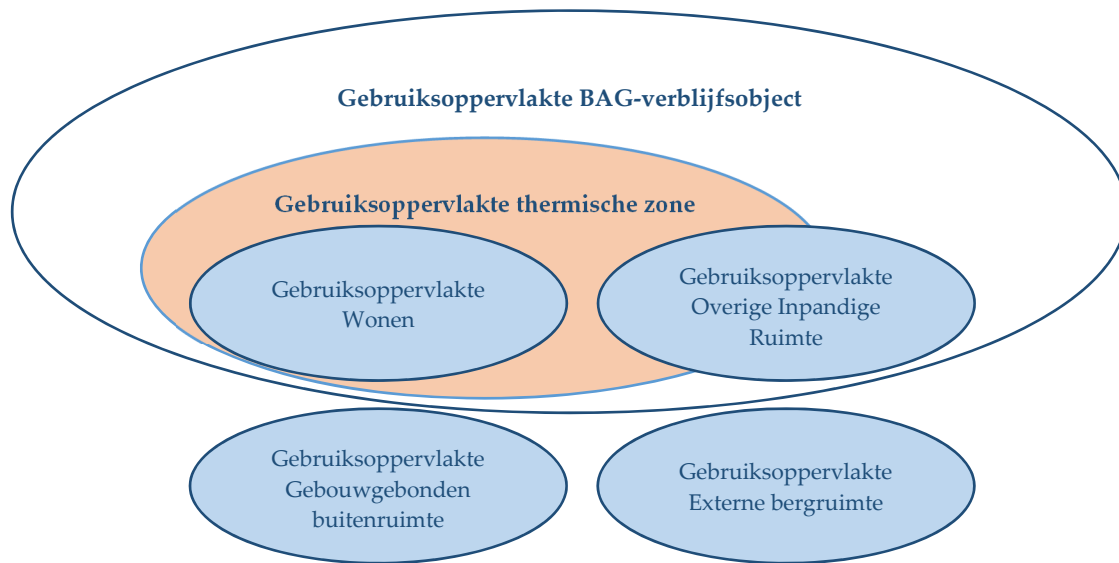 Gebruiksoppervlakte BAG-verblijfsobject
Gebruiksoppervlakte thermische zone
Gebruiksoppervlakte
Wonen
Gebruiksoppervlakte
Overige Inpandige
Ruimte
Gebruiksoppervlakte
Gebouwgebonden
buitenruimte
Gebruiksoppervlakte
Externe bergruimte